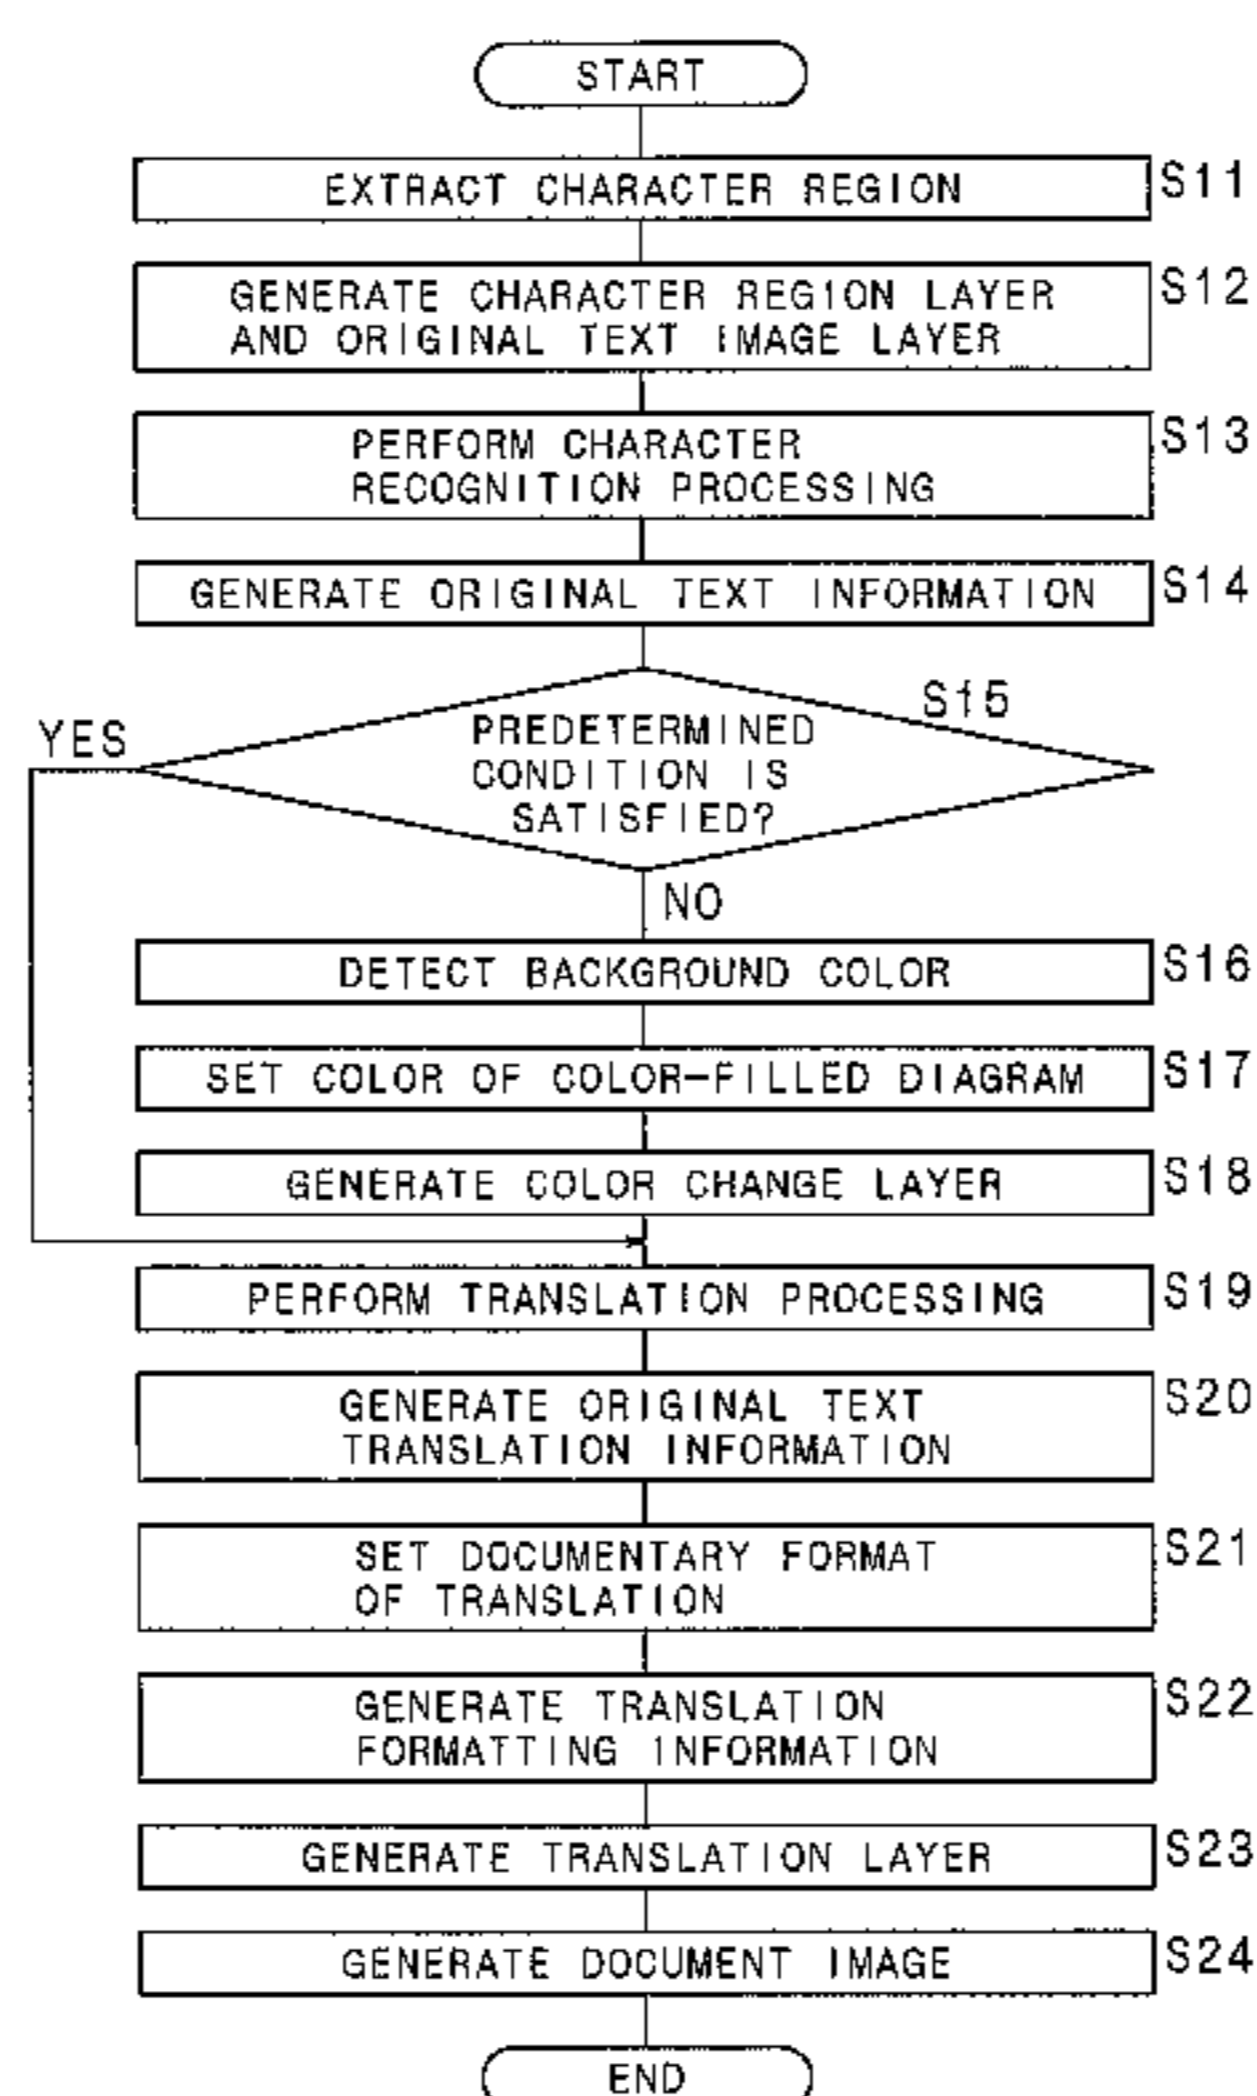 START
EXTRACT CHARACTER REGION S11
GENERATE CHARACTER REGION LAYER S12
AND ORIGINAL TEXT IMAGE LAYER
PERFORM CHARACTER S13
RECOGNITION PROCESSING
GENERATE ORIGINAL TEXT INFORMATION S14
S15
YES
PREDETERMINED
CONDITION IS
SATISFIED?
NO
DETECT BACKGROUND COLOR S16
SET COLOR OF COLOR-FILLED DIAGRAM S17
GENERATE COLOR CHANGE LAYER S18
PERFORM TRANSLATION PROCESSING S19
GENERATE ORIGINAL TEXT S20
TRANSLATION INFORMATION
SET DOCUMENTARY FORMAT S21
OF TRANSLATION
GENERATE TRANSLATION S22
FORMATTING INFORMATION
GENERATE TRANSLATION LAYER S23
GENERATE DOCUMENT IMAGE S24
END